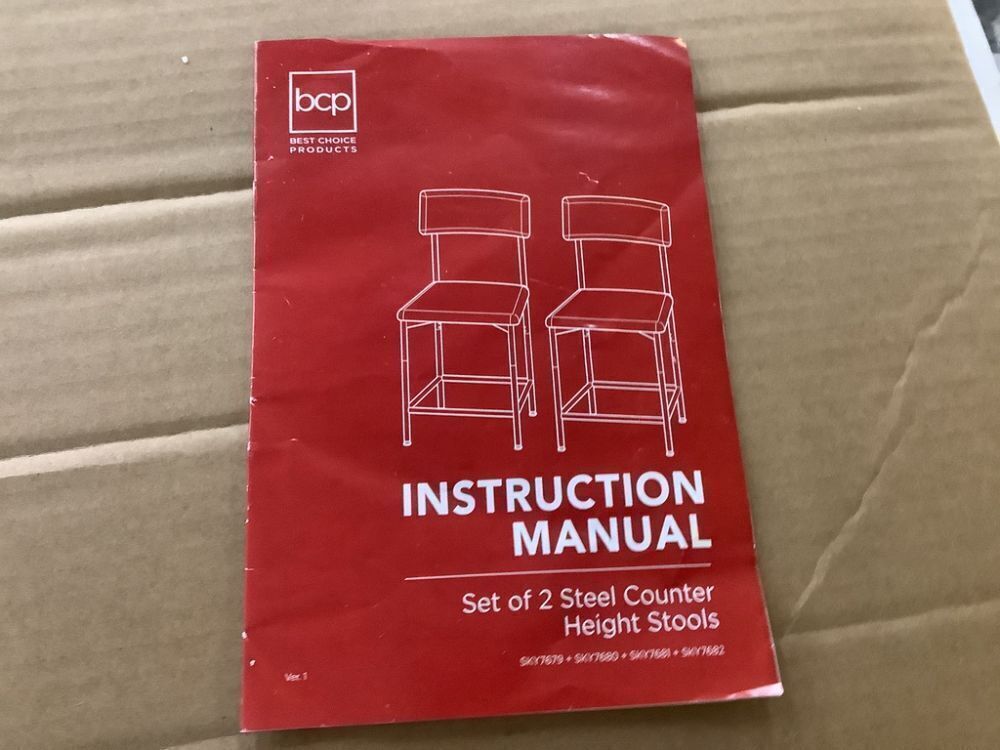 bcp
BEST CHOICE
PRODUCTS
INSTRUCTION
MANUAL
Set of 2 Steel Counter
Height Stools
SKY7679 + SKY7680 + SKY7681 + SKY7682
Ver. 1